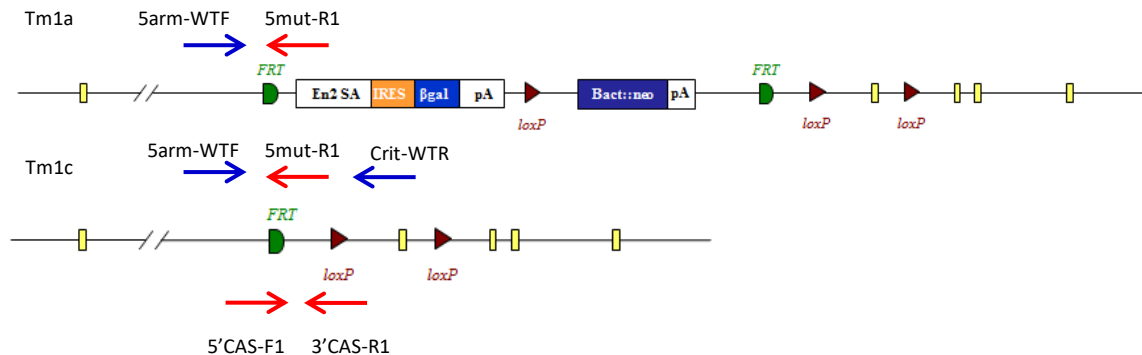 Tm1a
5arm-WTF 5mut-R1
FRT FRT
En2 SA IRES βgal pA Bact::neo pA
loxP loxP loxP
5arm-WTF 5mut-R1 Crit-WTR
Tm1c
FRT
loxP loxP
5’CAS-F1 3’CAS-R1